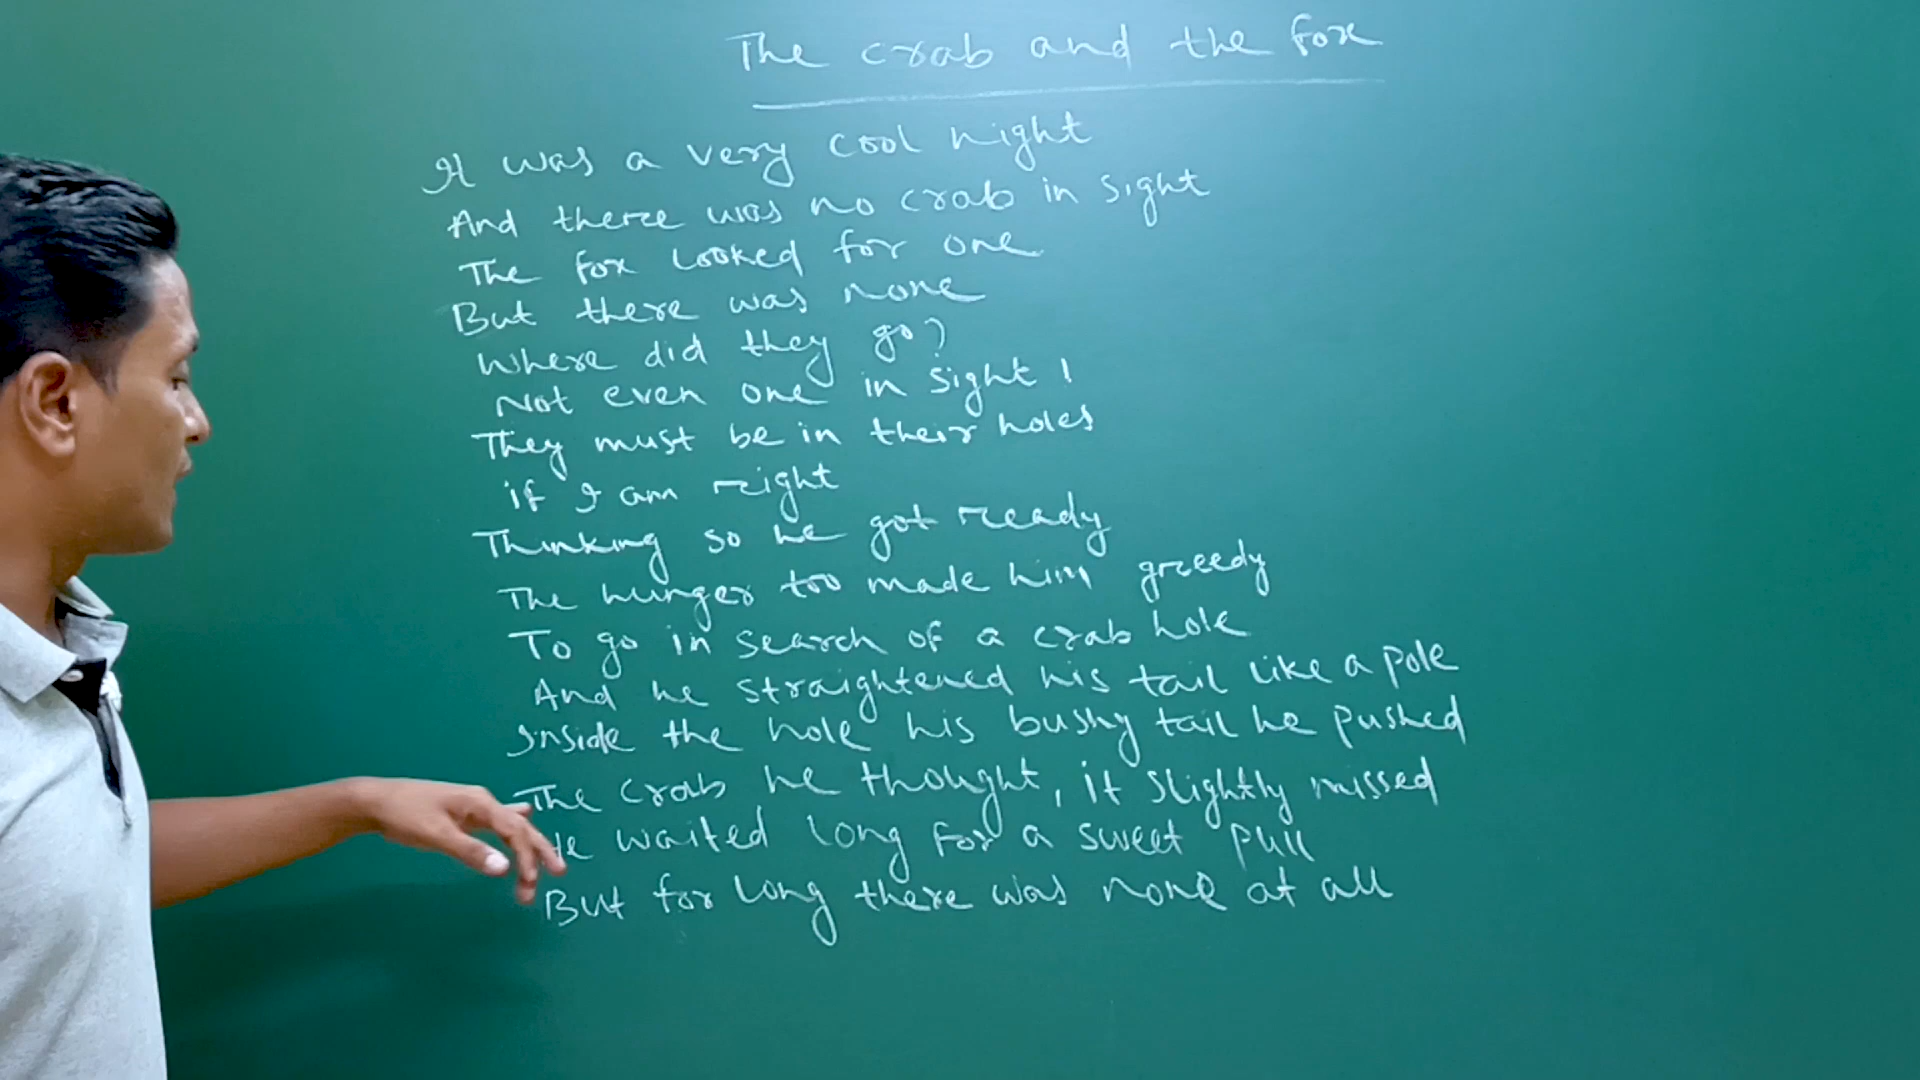 The crab and the fox
It was a very cool night
And there was no crab in sight
The fox looked for one
But there was none
Where did they go?
Not even one in sight!
They must be in their holes
if I am right
Thinking so he got ready
The hunger too made him greedy
To go in search of a crab hole
And he straightened his tail like a pole
Inside the hole his bushy tail he pushed
The crab he thought, it slightly missed
He waited long for a sweet pull
But for long there was none at all